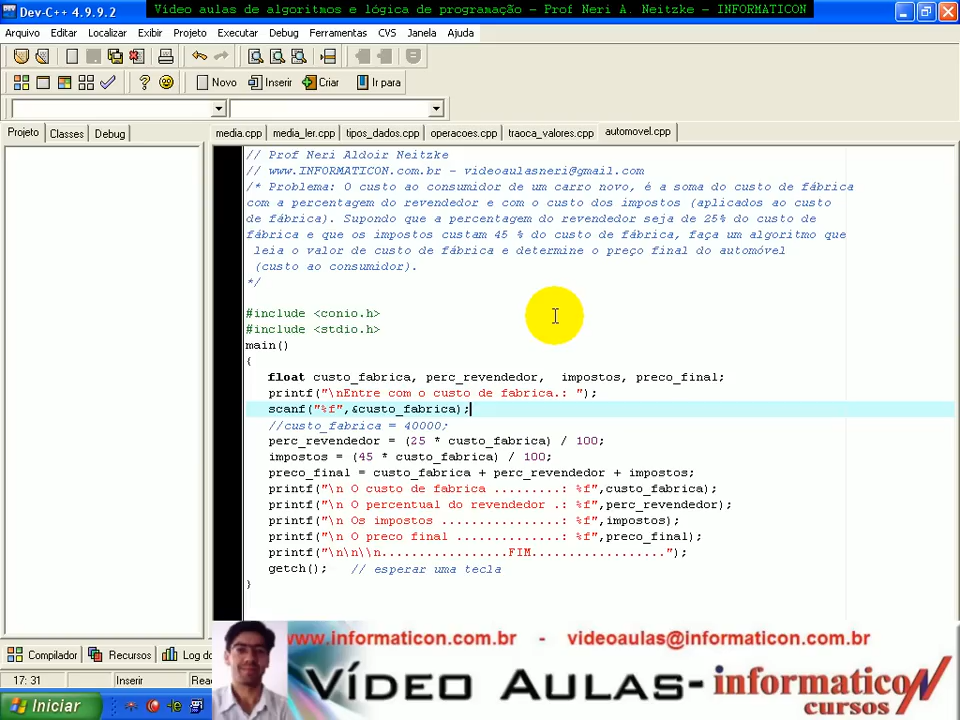 Dev-C++ 4.9.9.2
Vídeo aulas de algoritmos e lógica de programação - Prof Neri A. Neitzke - INFORMATICON
Arquivo Editar Localizar Exibir Projeto Executar Debug Ferramentas CVS Janela Ajuda
Novo Inserir Criar Ir para
Projeto Classes Debug
media.cpp media_ler.cpp tipos_dados.cpp operacoes.cpp traoca_valores.cpp automovel.cpp
// Prof Neri Aldoir Neitzke
// www.INFORMATICON.com.br - videoaulasneri@gmail.com
/* Problema: O custo ao consumidor de um carro novo, é a soma do custo de fábrica
com a percentagem do revendedor e com o custo dos impostos (aplicados ao custo
de fábrica). Supondo que a percentagem do revendedor seja de 25% do custo de
fábrica e que os impostos custam 45 % do custo de fábrica, faça um algoritmo que
leia o valor de custo de fábrica e determine o preço final do automóvel
(custo ao consumidor).
*/
#include <conio.h>
#include <stdio.h>
main()
{
float custo_fabrica, perc_revendedor, impostos, preco_final;
printf("\nEntre com o custo de fabrica.: ");
scanf("%f",&custo_fabrica);
//custo_fabrica = 40000;
perc_revendedor = (25 * custo_fabrica) / 100;
impostos = (45 * custo_fabrica) / 100;
preco_final = custo_fabrica + perc_revendedor + impostos;
printf("\n O custo de fabrica .........: %f",custo_fabrica);
printf("\n O percentual do revendedor .: %f",perc_revendedor);
printf("\n Os impostos ................: %f",impostos);
printf("\n O preco final ..............: %f",preco_final);
printf("\n\n\\n.................FIM..................");
getch(); // esperar uma tecla
}
Compilador Recursos Log do
17: 31 Inserir
Iniciar
www.informaticon.com.br - videoaulas@informaticon.com.br
Vídeo Aulas- informaticon
cursos